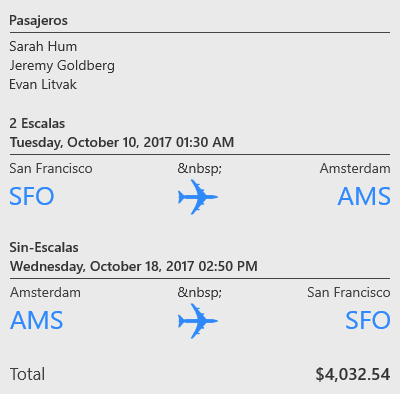 Pasajeros
Sarah Hum
Jeremy Goldberg
Evan Litvak
2 Escalas
Tuesday, October 10, 2017 01:30 AM
San Francisco &nbsp; Amsterdam
SFO AMS
Sin-Escalas
Wednesday, October 18, 2017 02:50 PM
Amsterdam &nbsp; San Francisco
AMS SFO
Total $4,032.54